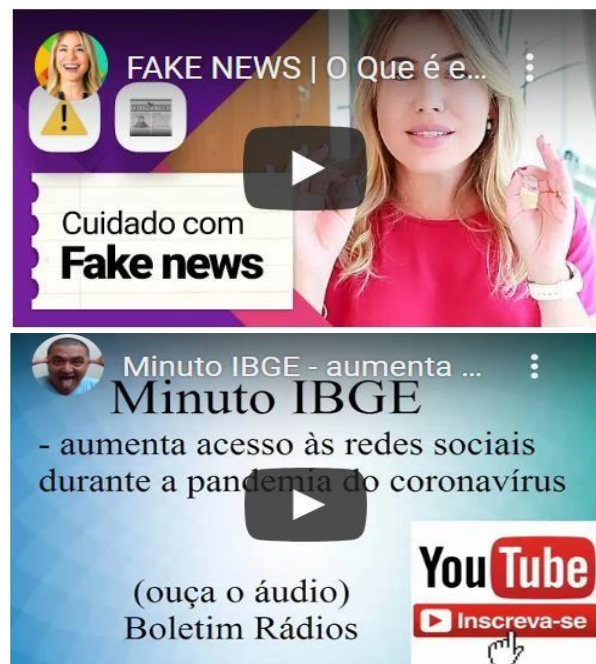 FAKE NEWS | O Que é e...
Cuidado com
Fake news
Minuto IBGE - aumenta ...
Minuto IBGE
- aumenta acesso às redes sociais
durante a pandemia do coronavírus
(ouça o áudio)
Boletim Rádios
YouTube
Inscreva-se